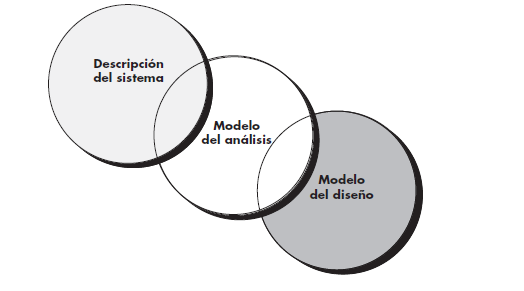 Descripción
del sistema
Modelo
del análisis
Modelo
del diseño